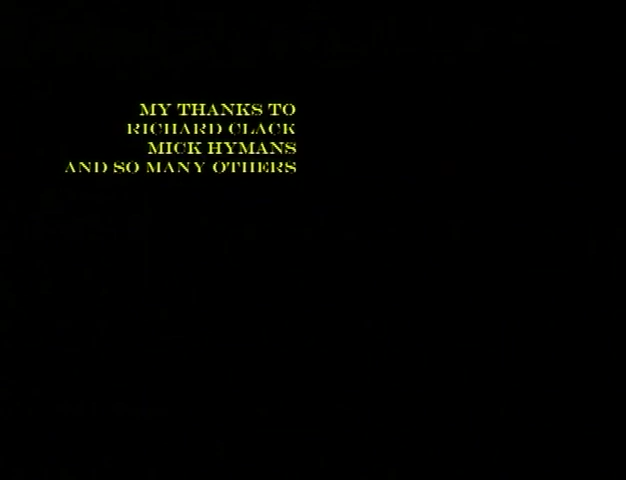 MY THANKS TO
RICHARD CLACK
MICK HYMANS
AND SO MANY OTHERS